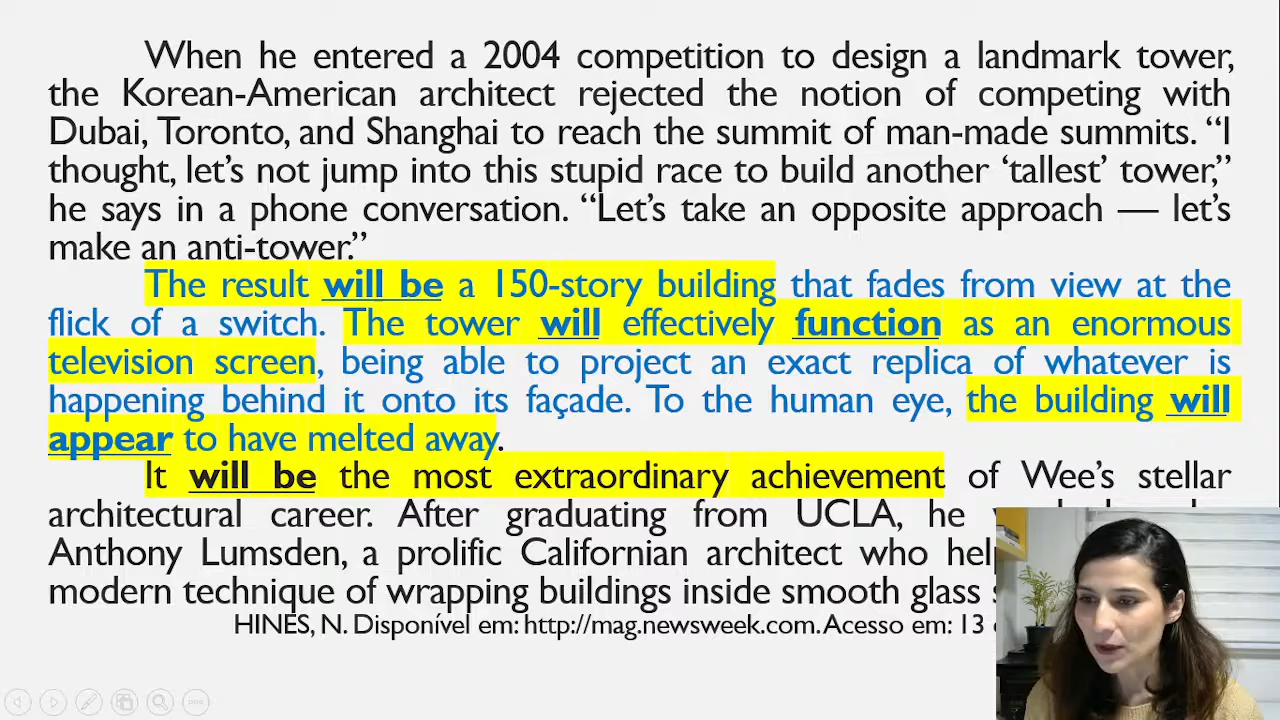 When he entered a 2004 competition to design a landmark tower,
the Korean-American architect rejected the notion of competing with
Dubai, Toronto, and Shanghai to reach the summit of man-made summits. “I
thought, let’s not jump into this stupid race to build another ‘tallest’ tower,”
he says in a phone conversation. “Let’s take an opposite approach — let’s
make an anti-tower.”
The result will be a 150-story building that fades from view at the
flick of a switch. The tower will effectively function as an enormous
television screen, being able to project an exact replica of whatever is
happening behind it onto its façade. To the human eye, the building will
appear to have melted away.
It will be the most extraordinary achievement of Wee’s stellar
architectural career. After graduating from UCLA, he
Anthony Lumsden, a prolific Californian architect who
modern technique of wrapping buildings inside smooth glass
HINES, N. Disponível em: http://mag.newsweek.com. Acesso em: 13